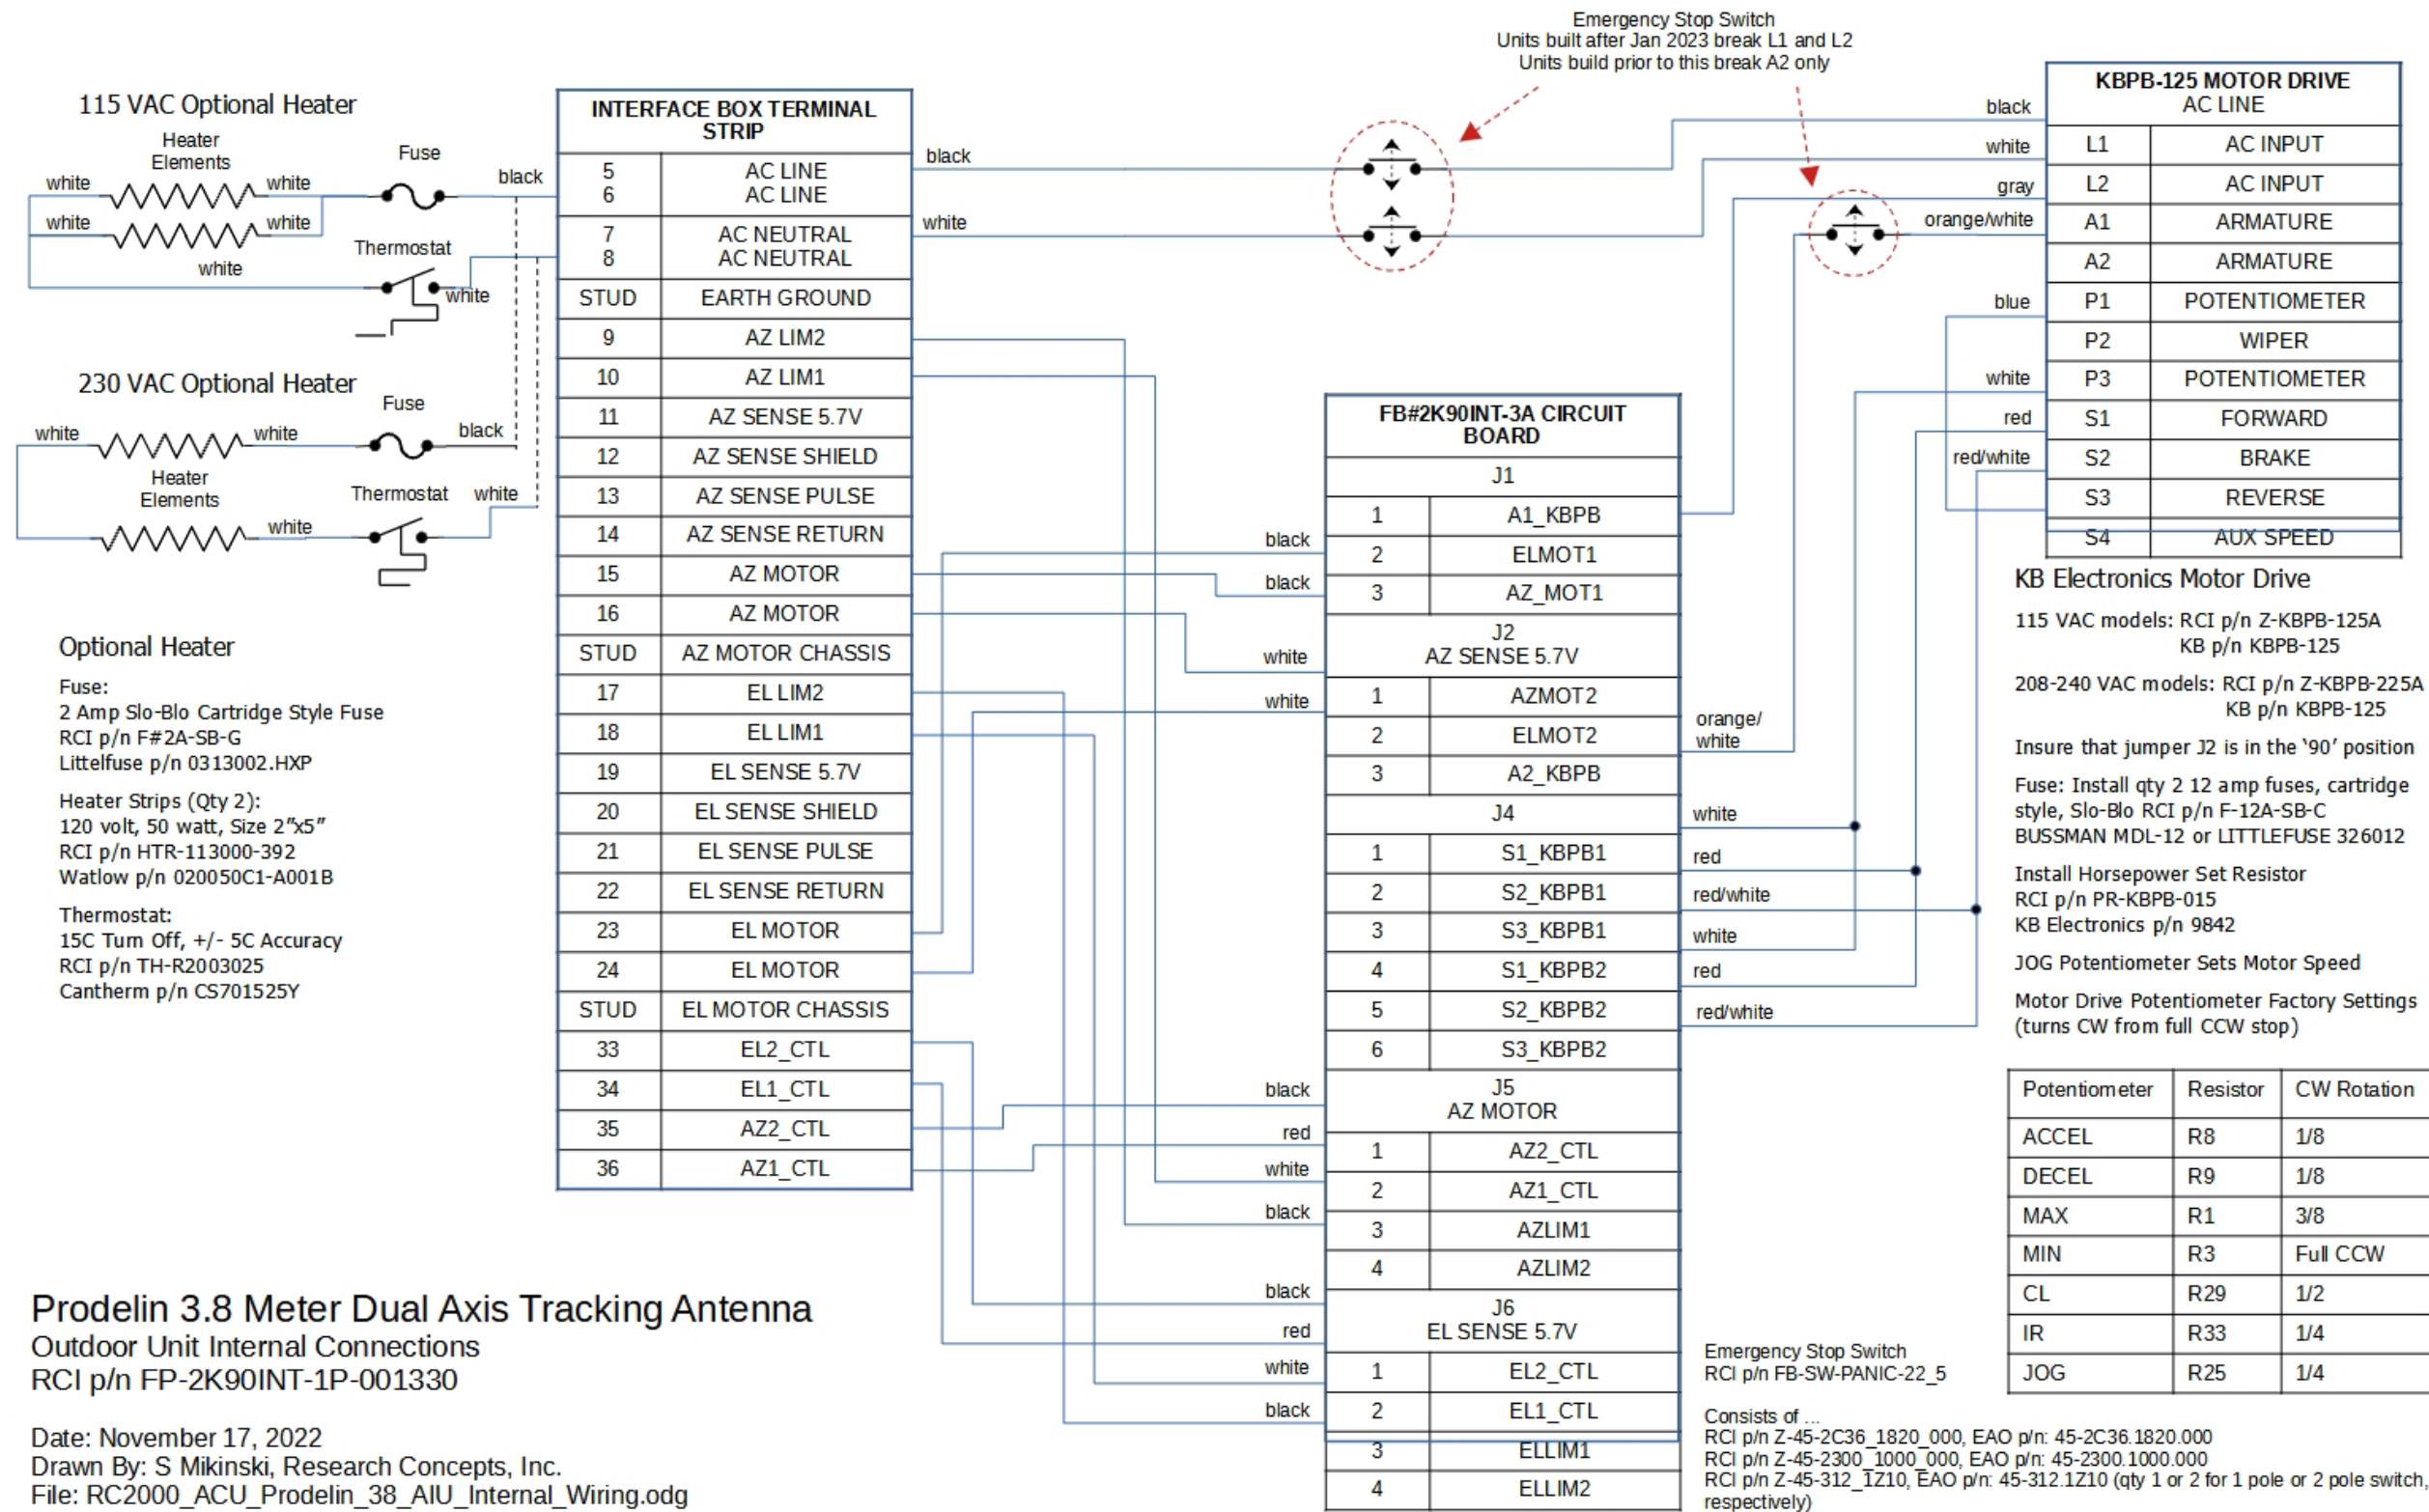 Emergency Stop Switch
Units built after Jan 2023 break L1 and L2
Units build prior to this break A2 only
115 VAC Optional Heater
Heater
Elements
Fuse
white
white
black
white
white
Thermostat
white
white
230 VAC Optional Heater
Fuse
white
white
black
Heater
Elements
Thermostat
white
white
Optional Heater
Fuse:
2 Amp Slo-Blo Cartridge Style Fuse
RCI p/n F#2A-SB-G
Littelfuse p/n 0313002.HXP
Heater Strips (Qty 2):
120 volt, 50 watt, Size 2”x5”
RCI p/n HTR-113000-392
Watlow p/n 020050C1-A001B
Thermostat:
15C Turn Off, +/- 5C Accuracy
RCI p/n TH-R2003025
Cantherm p/n CS701525Y
INTERFACE BOX TERMINAL
STRIP
5 AC LINE
6 AC LINE
7 AC NEUTRAL
8 AC NEUTRAL
STUD EARTH GROUND
9 AZ LIM2
10 AZ LIM1
11 AZ SENSE 5.7V
12 AZ SENSE SHIELD
13 AZ SENSE PULSE
14 AZ SENSE RETURN
15 AZ MOTOR
16 AZ MOTOR
STUD AZ MOTOR CHASSIS
17 EL LIM2
18 EL LIM1
19 EL SENSE 5.7V
20 EL SENSE SHIELD
21 EL SENSE PULSE
22 EL SENSE RETURN
23 EL MOTOR
24 EL MOTOR
STUD EL MOTOR CHASSIS
33 EL2_CTL
34 EL1_CTL
35 AZ2_CTL
36 AZ1_CTL
black
white
black
black
white
white
black
red
white
black
black
red
white
black
FB#2K90INT-3A CIRCUIT
BOARD
J1
1 A1_KBPB
2 ELMOT1
3 AZ_MOT1
J2
AZ SENSE 5.7V
1 AZMOT2
2 ELMOT2
3 A2_KBPB
J4
1 S1_KBPB1
2 S2_KBPB1
3 S3_KBPB1
4 S1_KBPB2
5 S2_KBPB2
6 S3_KBPB2
J5
AZ MOTOR
1 AZ2_CTL
2 AZ1_CTL
3 AZLIM1
4 AZLIM2
J6
EL SENSE 5.7V
1 EL2_CTL
2 EL1_CTL
3 ELLIM1
4 ELLIM2
orange/
white
white
red
red/white
white
red
red/white
black
white
gray
orange/white
blue
white
red
red/white
KBPB-125 MOTOR DRIVE
AC LINE
L1 AC INPUT
L2 AC INPUT
A1 ARMATURE
A2 ARMATURE
P1 POTENTIOMETER
P2 WIPER
P3 POTENTIOMETER
S1 FORWARD
S2 BRAKE
S3 REVERSE
S4 AUX SPEED
KB Electronics Motor Drive
115 VAC models: RCI p/n Z-KBPB-125A
KB p/n KBPB-125
208-240 VAC models: RCI p/n Z-KBPB-225A
KB p/n KBPB-125
Insure that jumper J2 is in the ‘90’ position
Fuse: Install qty 2 12 amp fuses, cartridge
style, Slo-Blo RCI p/n F-12A-SB-C
BUSSMAN MDL-12 or LITTLEFUSE 326012
Install Horsepower Set Resistor
RCI p/n PR-KBPB-015
KB Electronics p/n 9842
JOG Potentiometer Sets Motor Speed
Motor Drive Potentiometer Factory Settings
(turns CW from full CCW stop)
Potentiometer Resistor CW Rotation
ACCEL R8 1/8
DECEL R9 1/8
MAX R1 3/8
MIN R3 Full CCW
CL R29 1/2
IR R33 1/4
JOG R25 1/4
Emergency Stop Switch
RCI p/n FB-SW-PANIC-22_5
Consists of ...
RCI p/n Z-45-2C36_1820_000, EAO p/n: 45-2C36.1820.000
RCI p/n Z-45-2300_1000_000, EAO p/n: 45-2300.1000.000
RCI p/n Z-45-312_1Z10, EAO p/n: 45-312.1Z10 (qty 1 or 2 for 1 pole or 2 pole switch,
respectively)
Prodelin 3.8 Meter Dual Axis Tracking Antenna
Outdoor Unit Internal Connections
RCI p/n FP-2K90INT-1P-001330
Date: November 17, 2022
Drawn By: S Mikinski, Research Concepts, Inc.
File: RC2000_ACU_Prodelin_38_AIU_Internal_Wiring.odg